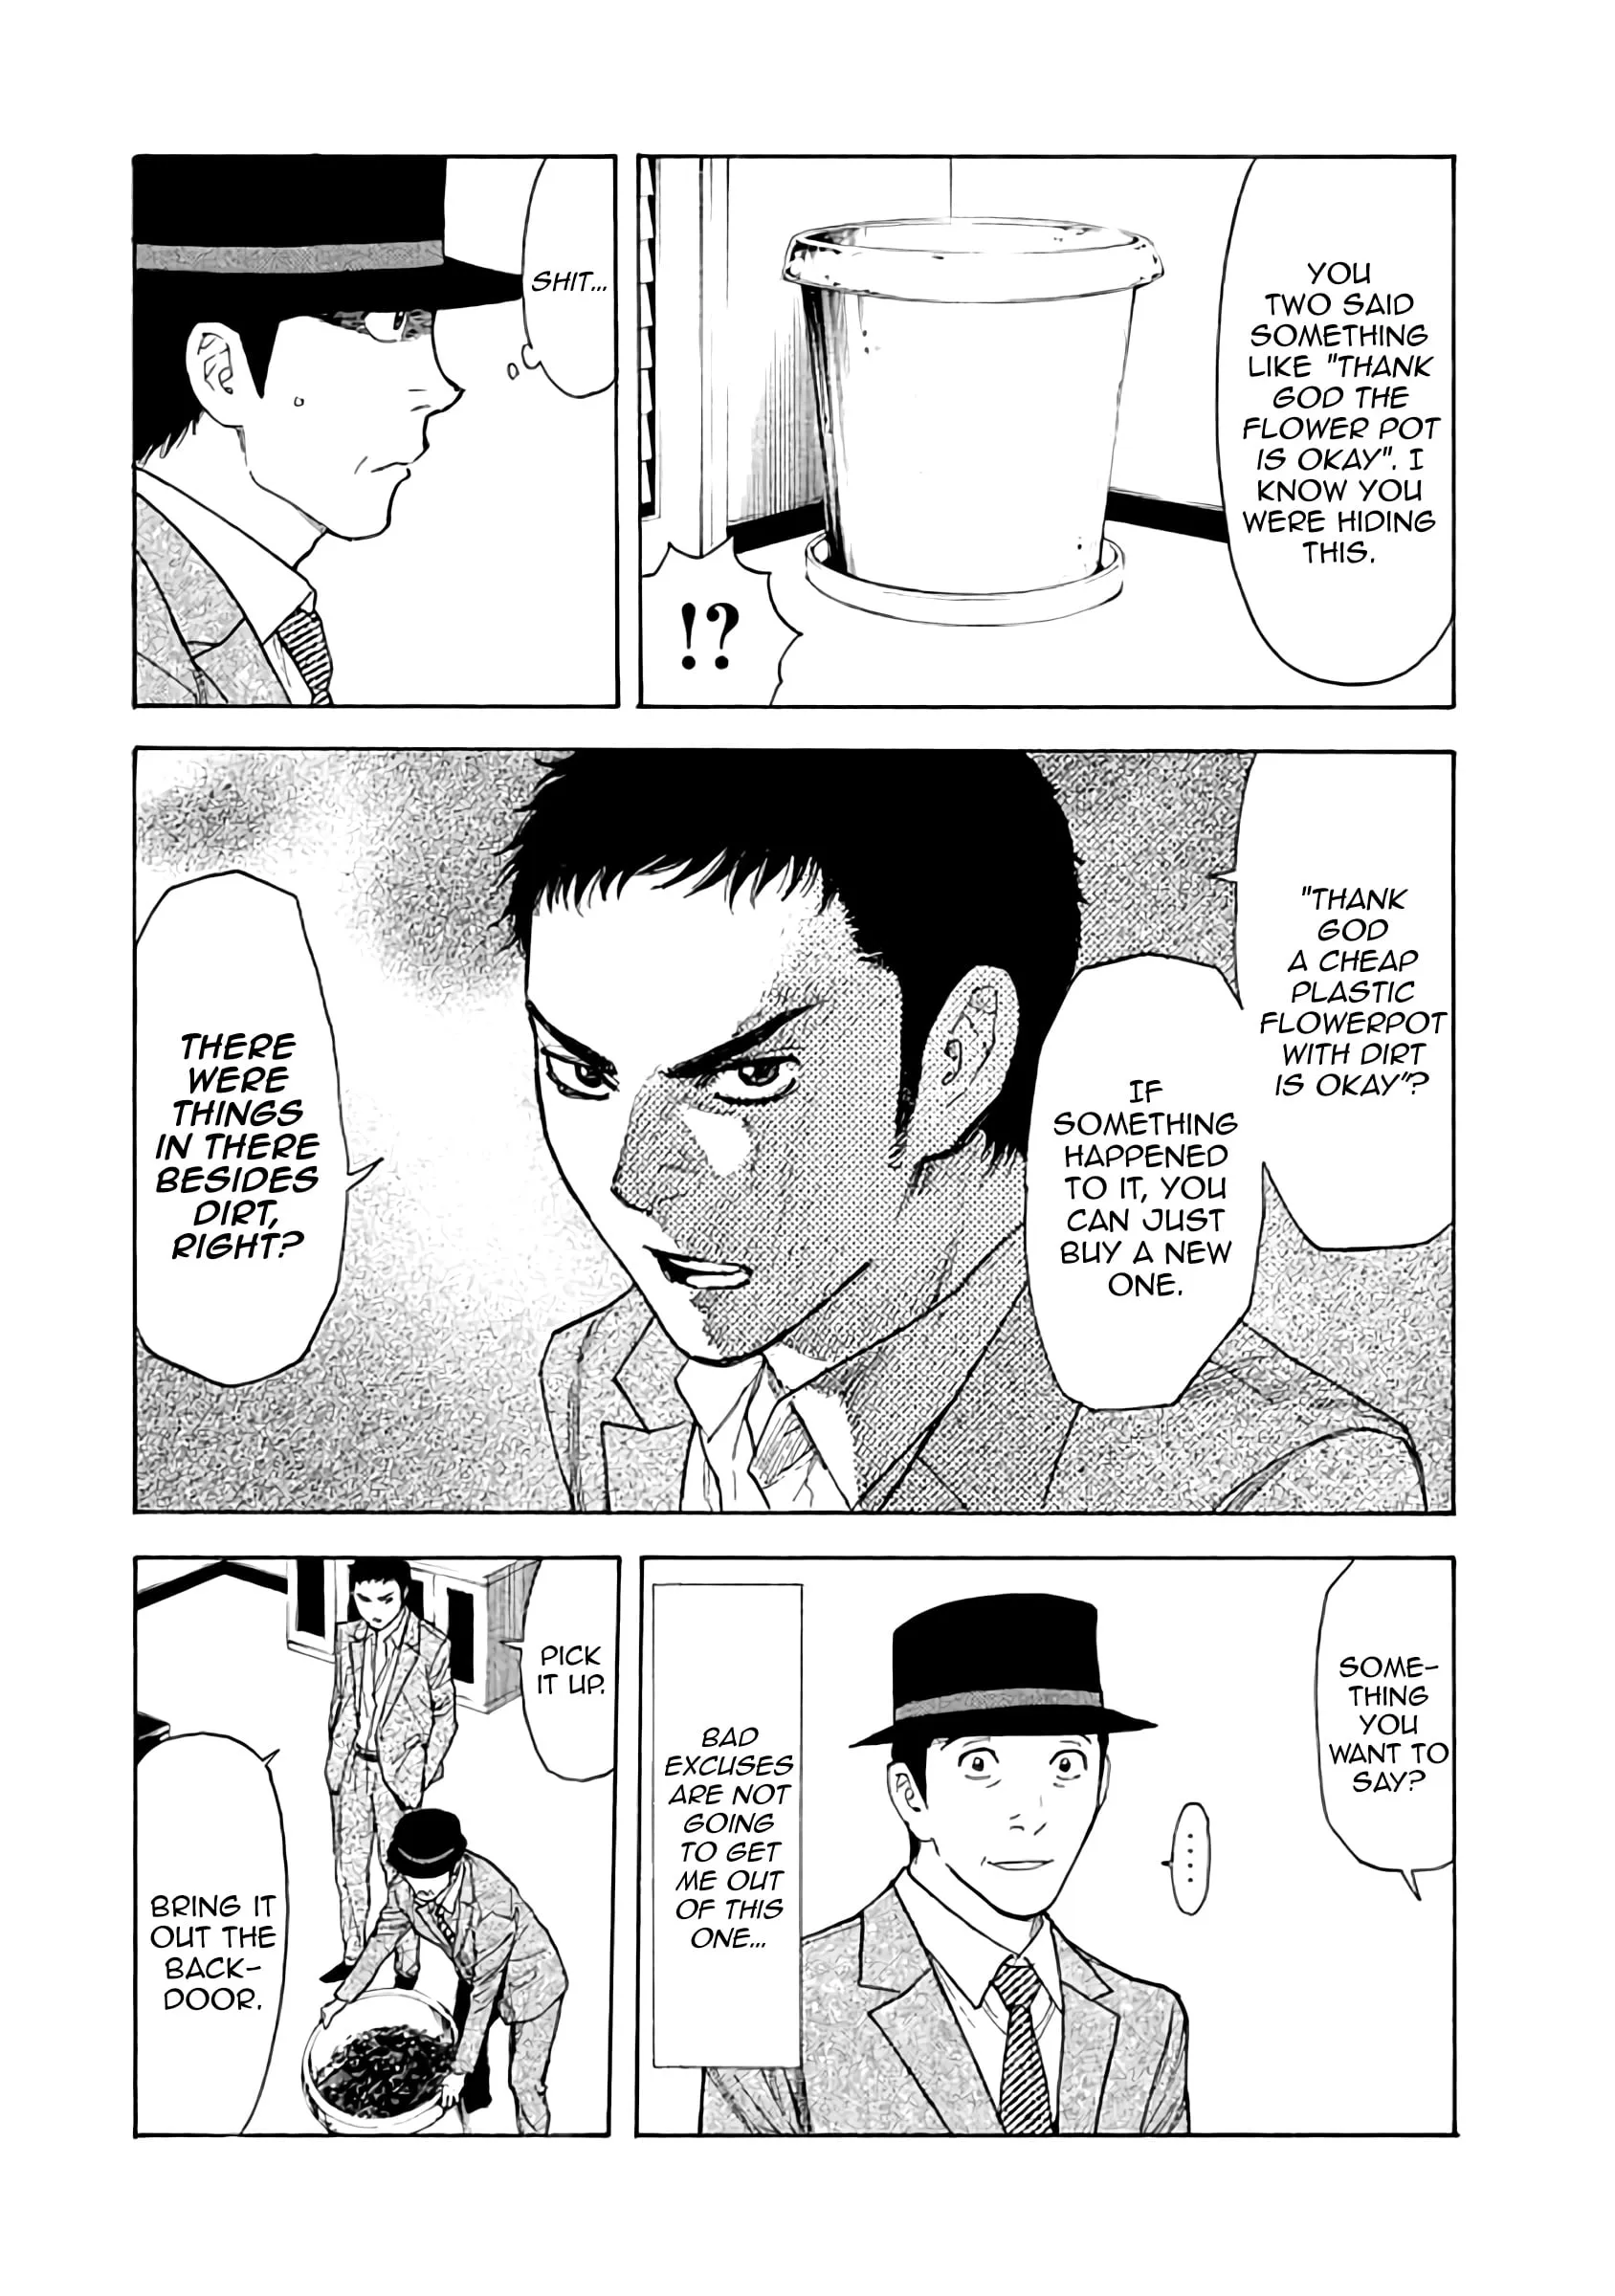 YOU
TWO SAID
SOMETHING
LIKE "THANK
GOD THE
FLOWER POT
IS OKAY". I
KNOW YOU
WERE HIDING
THIS.
!?
SHIT...
"THANK
GOD
A CHEAP
PLASTIC
FLOWERPOT
WITH DIRT
IS OKAY"?
IF
SOMETHING
HAPPENED
TO IT, YOU
CAN JUST
BUY A NEW
ONE.
THERE
WERE
THINGS
IN THERE
BESIDES
DIRT,
RIGHT?
SOME-
THING
YOU
WANT TO
SAY?
.....
BAD
EXCUSES
ARE NOT
GOING
TO GET
ME OUT
OF THIS
ONE...
PICK
IT UP.
BRING IT
OUT THE
BACK-
DOOR.